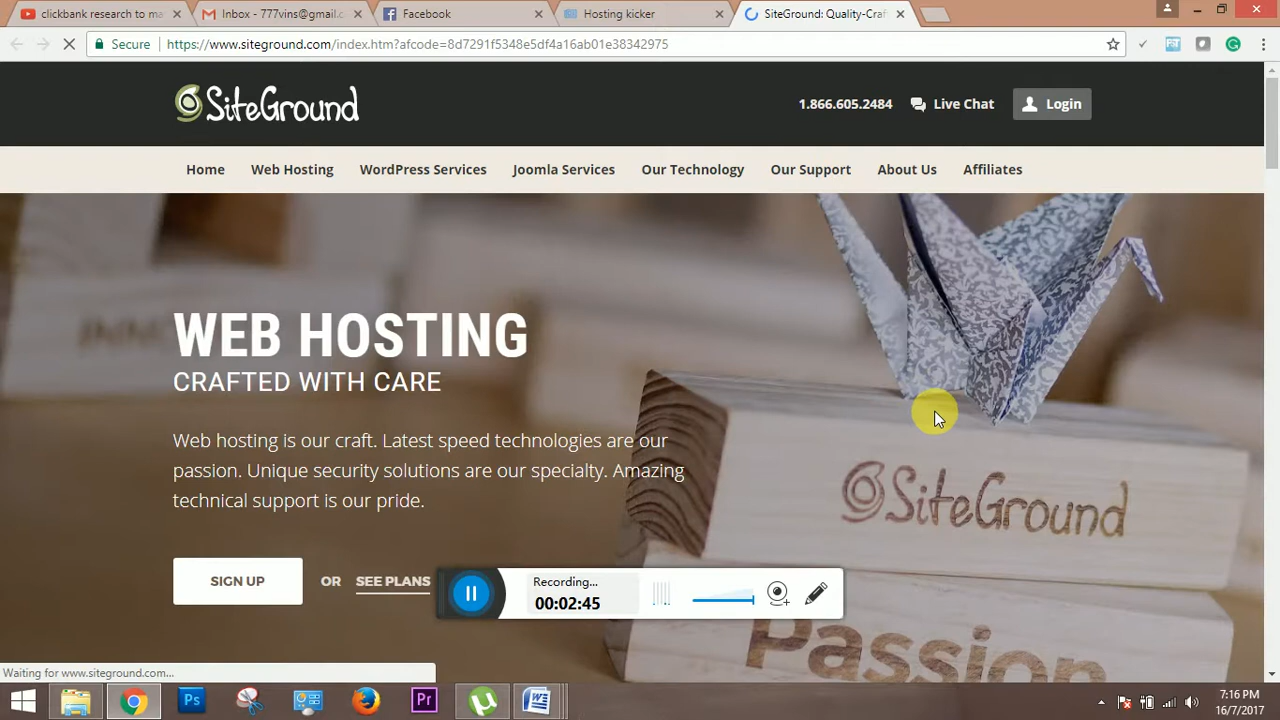 clickbank research to ma
Inbox - 777vins@gmail.c
Facebook
Hosting kicker
SiteGround: Quality-Craf
Secure
https://www.siteground.com/index.htm?afcode=8d7291f5348e5df4a16ab01e38342975
SiteGround
1.866.605.2484
Live Chat
Login
Home
Web Hosting
WordPress Services
Joomla Services
Our Technology
Our Support
About Us
Affiliates
WEB HOSTING
CRAFTED WITH CARE
Web hosting is our craft. Latest speed technologies are our
passion. Unique security solutions are our specialty. Amazing
technical support is our pride.
SiteGround
SIGN UP
OR
SEE PLANS
Recording...
00:02:45
Passion
Waiting for www.siteground.com...
Ps
Pr
7:16 PM
16/7/2017